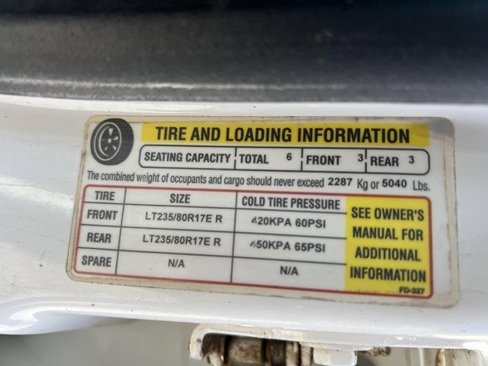 TIRE AND LOADING INFORMATION
SEATING CAPACITY TOTAL 6 FRONT 3 REAR 3
The combined weight of occupants and cargo should never exceed 2287 Kg or 5040 Lbs.
TIRE SIZE COLD TIRE PRESSURE
FRONT LT235/80R17E R 420KPA 60PSI
REAR LT235/80R17E R 450KPA 65PSI
SPARE N/A N/A
SEE OWNER'S
MANUAL FOR
ADDITIONAL
INFORMATION
FD-327